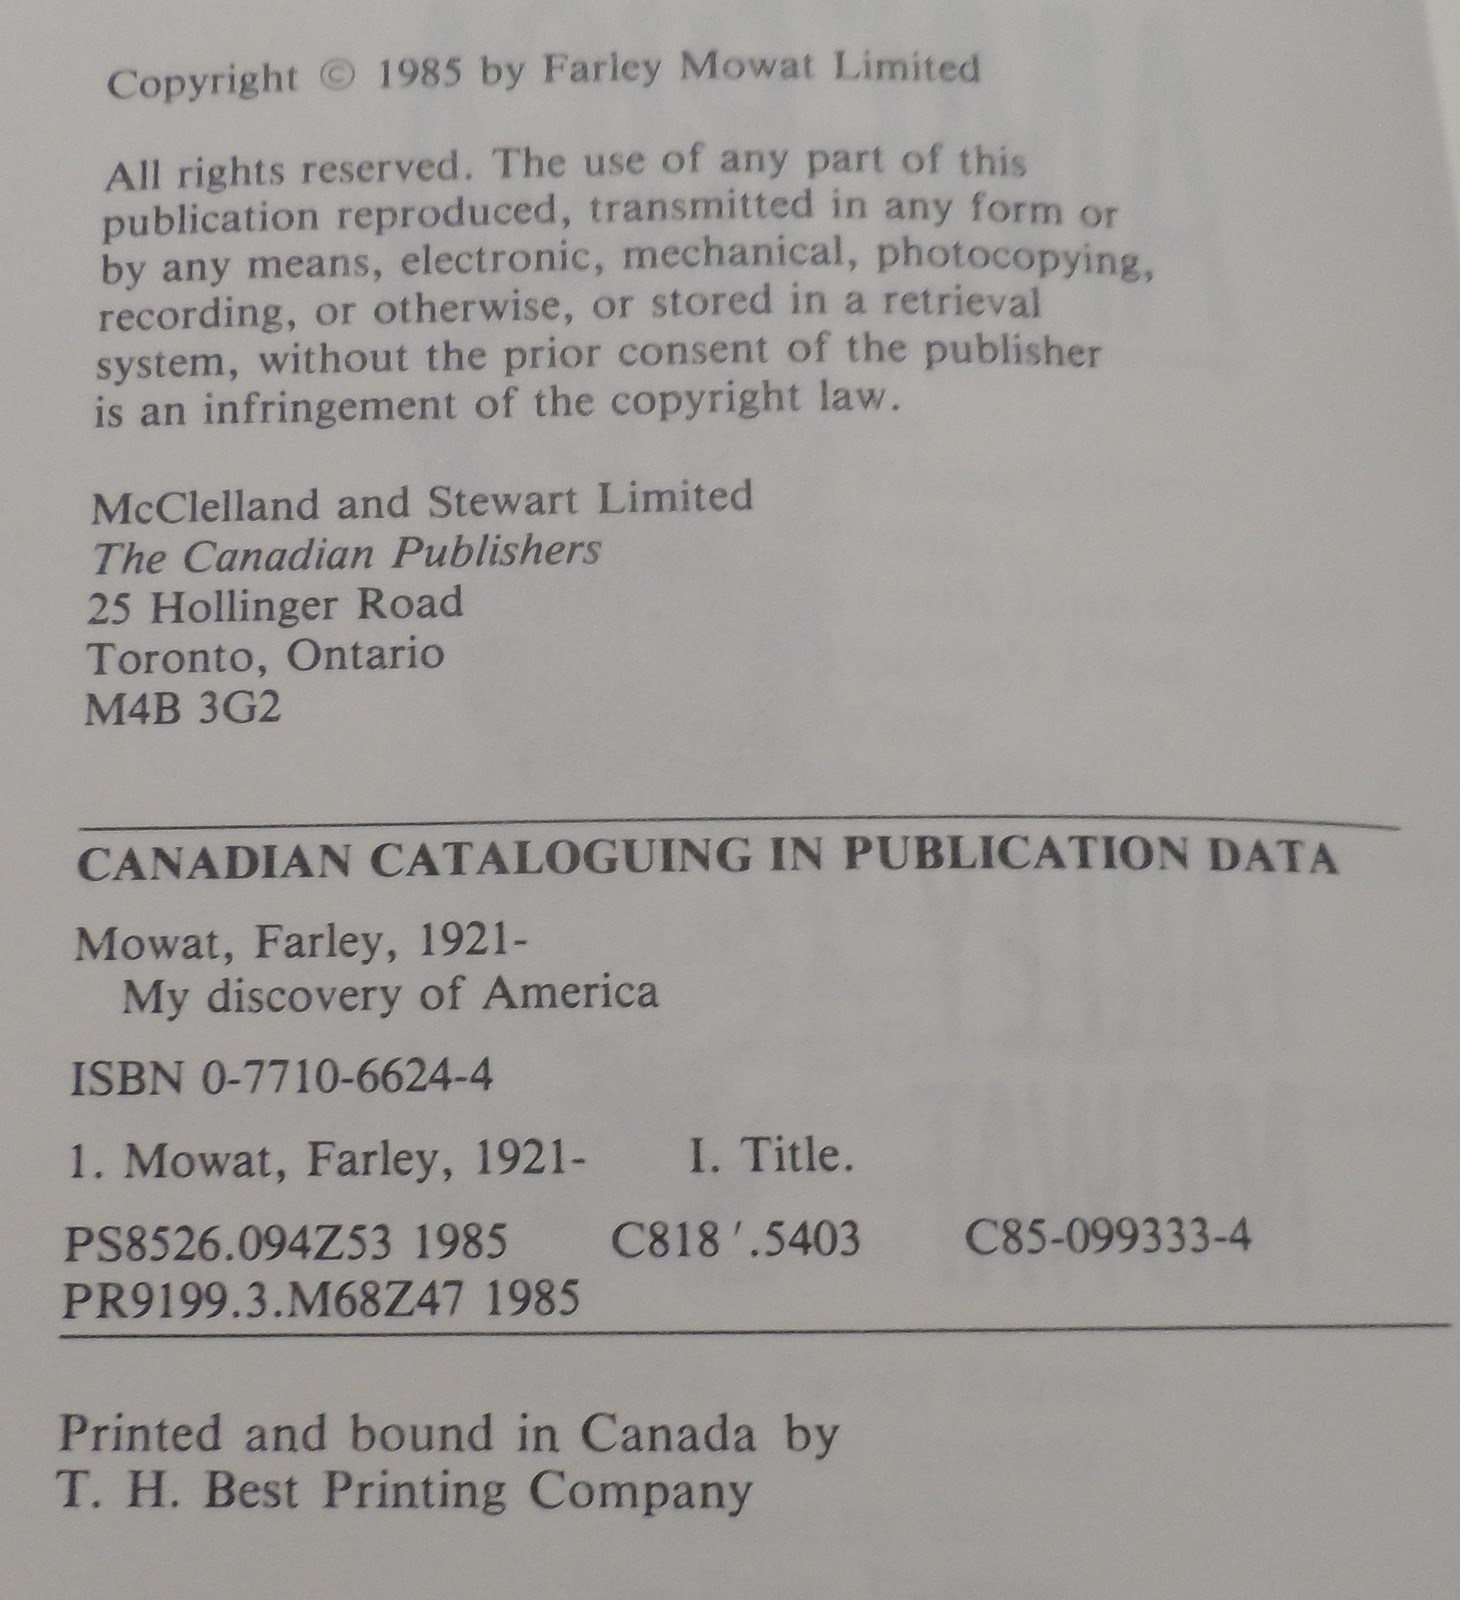 Copyright © 1985 by Farley Mowat Limited
All rights reserved. The use of any part of this
publication reproduced, transmitted in any form or
by any means, electronic, mechanical, photocopying,
recording, or otherwise, or stored in a retrieval
system, without the prior consent of the publisher
is an infringement of the copyright law.
McClelland and Stewart Limited
The Canadian Publishers
25 Hollinger Road
Toronto, Ontario
M4B 3G2
CANADIAN CATALOGUING IN PUBLICATION DATA
Mowat, Farley, 1921-
My discovery of America
ISBN 0-7710-6624-4
1. Mowat, Farley, 1921- I. Title.
PS8526.094Z53 1985 C818 ′.5403 C85-099333-4
PR9199.3.M68Z47 1985
Printed and bound in Canada by
T. H. Best Printing Company